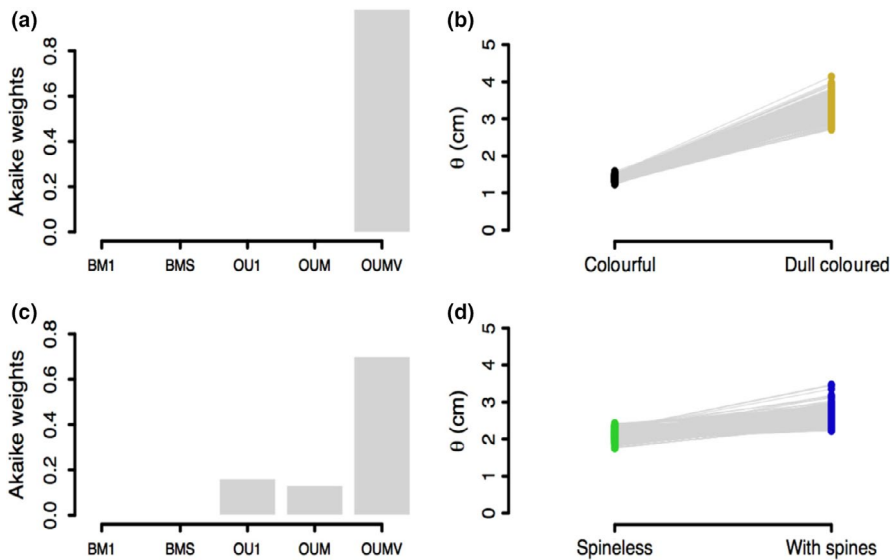 (a)
Akaike weights
0.0 0.2 0.4 0.6 0.8
BM1 BMS OU1 OUM OUMV
(b)
θ (cm)
0 1 2 3 4 5
Colourful Dull coloured
(c)
Akaike weights
0.0 0.2 0.4 0.6 0.8
BM1 BMS OU1 OUM OUMV
(d)
θ (cm)
0 1 2 3 4 5
Spineless With spines